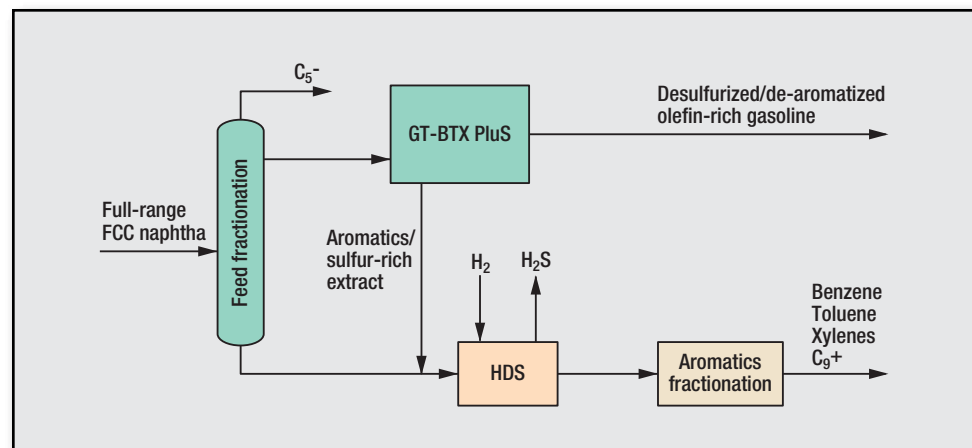 C₅-
Desulfurized/de-aromatized
olefin-rich gasoline
GT-BTX PluS
Feed fractionation
Full-range
FCC naphtha
Aromatics/
sulfur-rich
extract
H₂
H₂S
Benzene
Toluene
Xylenes
C₉+
HDS
Aromatics
fractionation